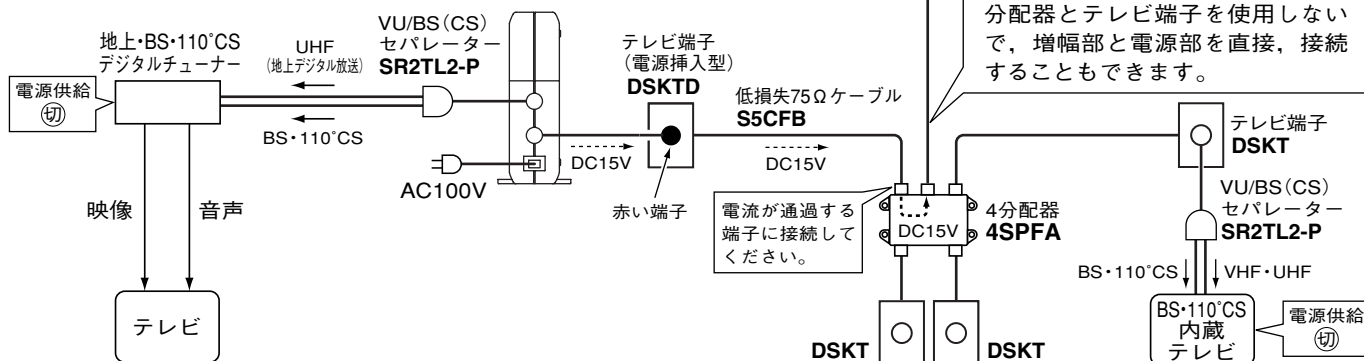 分配器とテレビ端子を使用しない
で，増幅部と電源部を直接，接続
することもできます。
地上・BS・110˚CS
デジタルチューナー
電源供給
切
UHF
(地上デジタル放送)
BS・110˚CS
VU/BS(CS)
セパレーター
SR2TL2-P
AC100V
DC15V
テレビ端子
(電源挿入型)
DSKTD
赤い端子
低損失75Ωケーブル
S5CFB
DC15V
電流が通過する
端子に接続して
ください。
DC15V
4分配器
4SPFA
テレビ端子
DSKT
VU/BS(CS)
セパレーター
SR2TL2-P
BS・110˚CS
VHF・UHF
BS・110˚CS
内蔵
テレビ
電源供給
切
映像
音声
テレビ
DSKT
DSKT